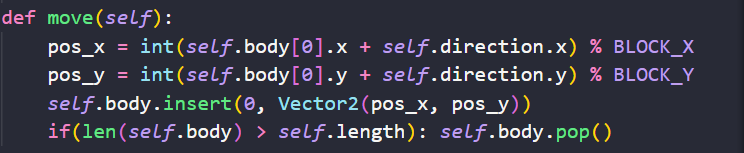 def move(self):
    pos_x = int(self.body[0].x + self.direction.x) % BLOCK_X
    pos_y = int(self.body[0].y + self.direction.y) % BLOCK_Y
    self.body.insert(0, Vector2(pos_x, pos_y))
    if(len(self.body) > self.length): self.body.pop()